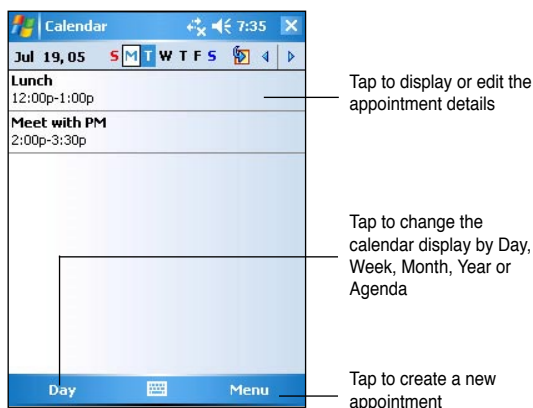 Calendar 7:35
Jul 19, 05 S M T W T F S
Lunch
12:00p-1:00p
Meet with PM
2:00p-3:30p
Day Menu
Tap to display or edit the
appointment details
Tap to change the
calendar display by Day,
Week, Month, Year or
Agenda
Tap to create a new
appointment